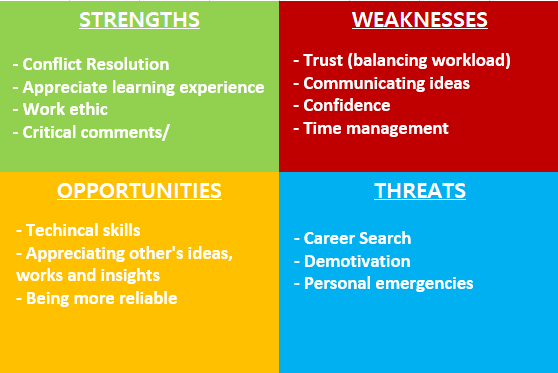 STRENGTHS
- Conflict Resolution
- Appreciate learning experience
- Work ethic
- Critical comments/
WEAKNESSES
- Trust (balancing workload)
- Communicating ideas
- Confidence
- Time management
OPPORTUNITIES
- Techincal skills
- Appreciating other's ideas,
works and insights
- Being more reliable
THREATS
- Career Search
- Demotivation
- Personal emergencies